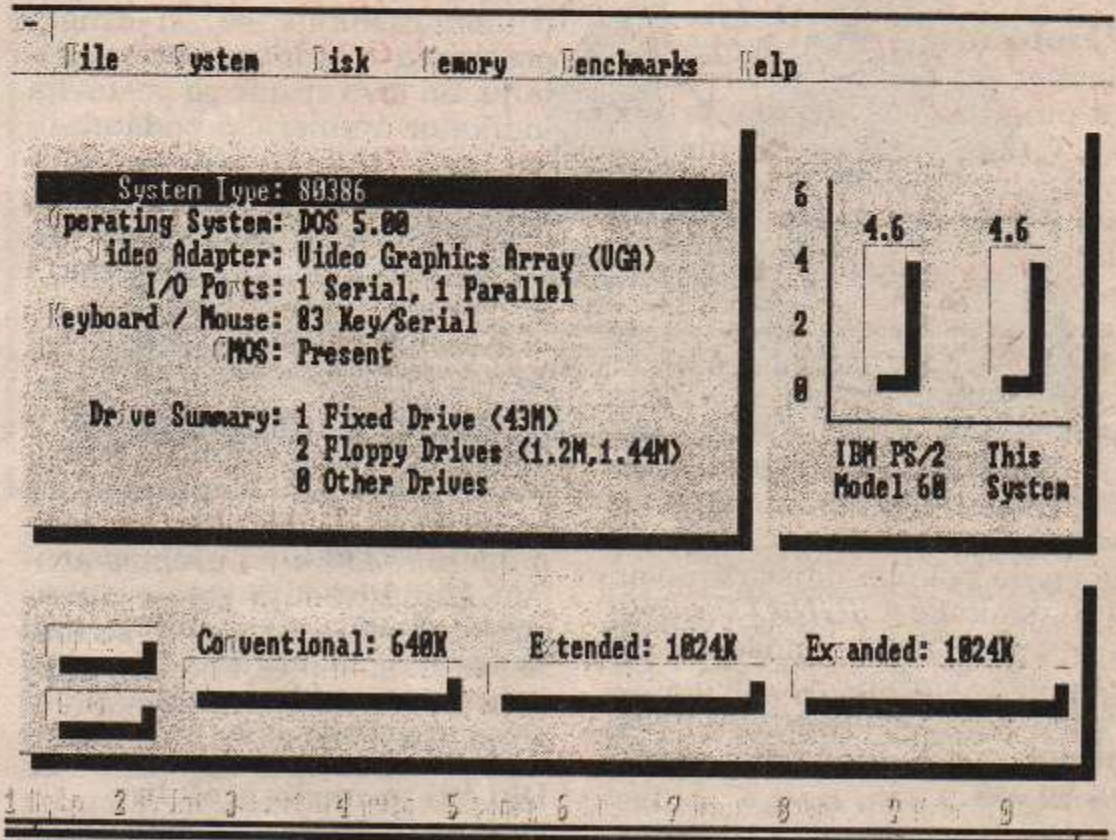 File System Disk Memory Benchmarks Help
System Type: 80386
Operating System: DOS 5.00
Video Adapter: Video Graphics Array (VGA)
I/O Ports: 1 Serial, 1 Parallel
Keyboard / Mouse: 83 Key/Serial
CMOS: Present
Drive Summary: 1 Fixed Drive (43M)
2 Floppy Drives (1.2M,1.44M)
0 Other Drives
6
4
2
0
4.6 4.6
IBM PS/2 Model 60
This System
Conventional: 640K Extended: 1024K Expanded: 1024K
1 2 3 4 5 6 7 8 9